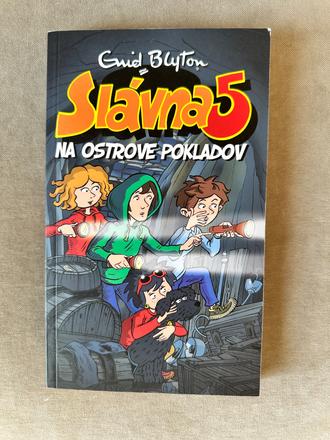 Enid Blyton
Slávna 5
NA OSTROVE POKLADOV